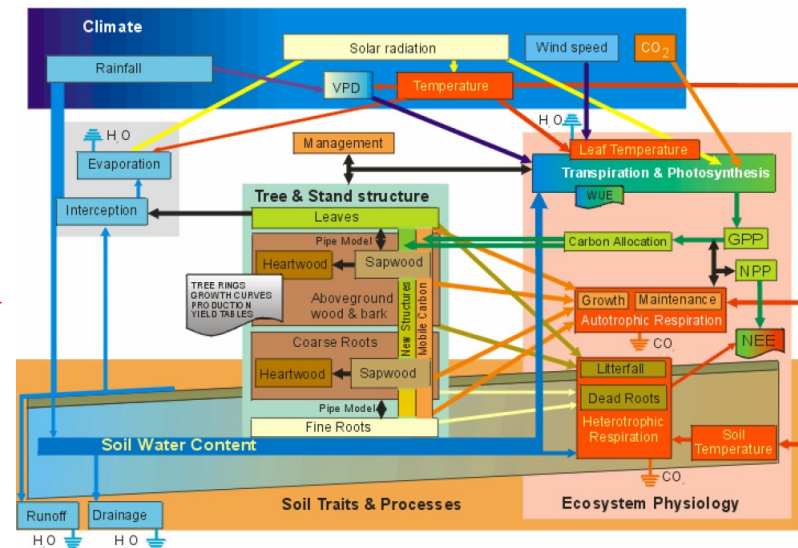 Climate
Solar radiation
Wind speed
CO2
Rainfall
VPD
Temperature
H2O
H2O
Management
Leaf Temperature
Evaporation
Transpiration & Photosynthesis
Tree & Stand structure
WUE
Interception
Leaves
Pipe Model
Carbon Allocation
GPP
Heartwood
Sapwood
NPP
TREE RINGS
GROWTH CURVES
PRODUCTION
YIELD TABLES
Aboveground
wood & bark
New Structures
Mobile Carbon
Growth
Maintenance
Autotrophic Respiration
Coarse Roots
CO2
NEE
Heartwood
Sapwood
Litterfall
Dead Roots
Pipe Model
Fine Roots
Heterotrophic
Respiration
Soil
Temperature
Soil Water Content
CO2
Soil Traits & Processes
Ecosystem Physiology
Runoff
Drainage
H2O
H2O